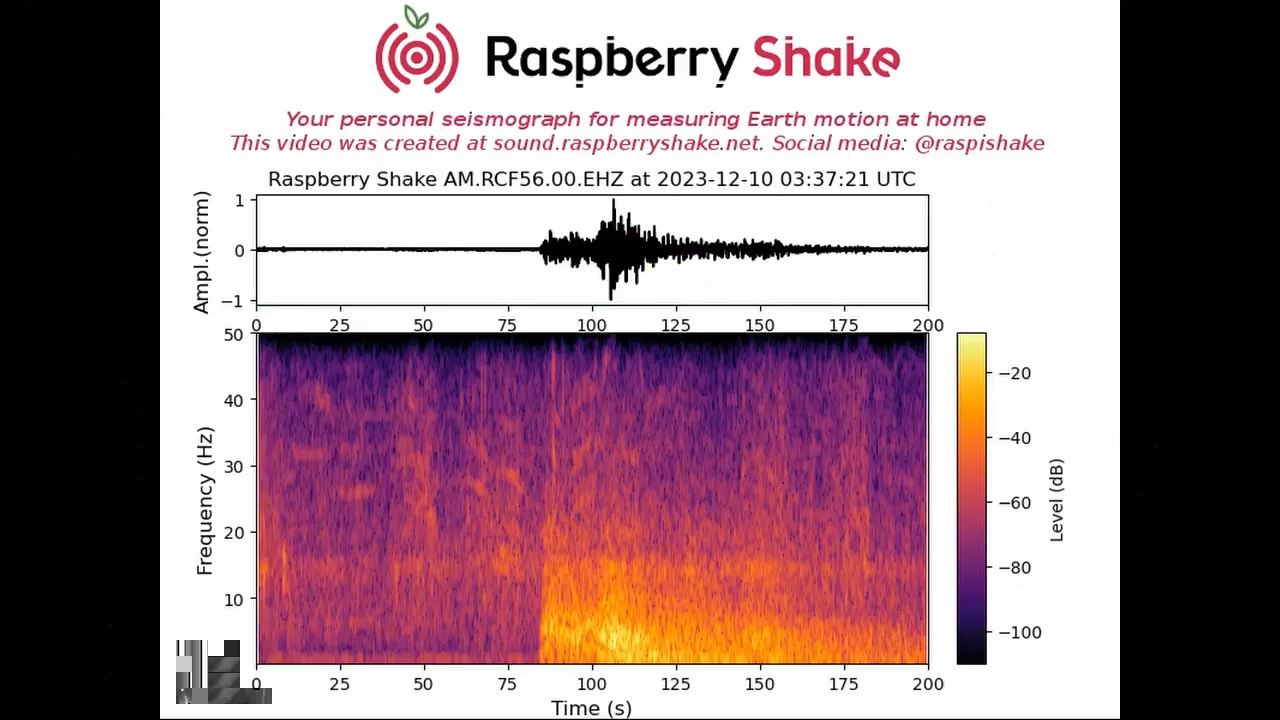 Raspberry Shake
Your personal seismograph for measuring Earth motion at home
This video was created at sound.raspberryshake.net. Social media: @raspishake
Raspberry Shake AM.RCF56.00.EHZ at 2023-12-10 03:37:21 UTC
Ampl.(norm)
1
0
−1
0 25 50 75 100 125 150 175 200
Frequency (Hz)
50
40
30
20
10
0 25 50 75 100 125 150 175 200
Time (s)
−20
−40
−60
−80
−100
Level (dB)